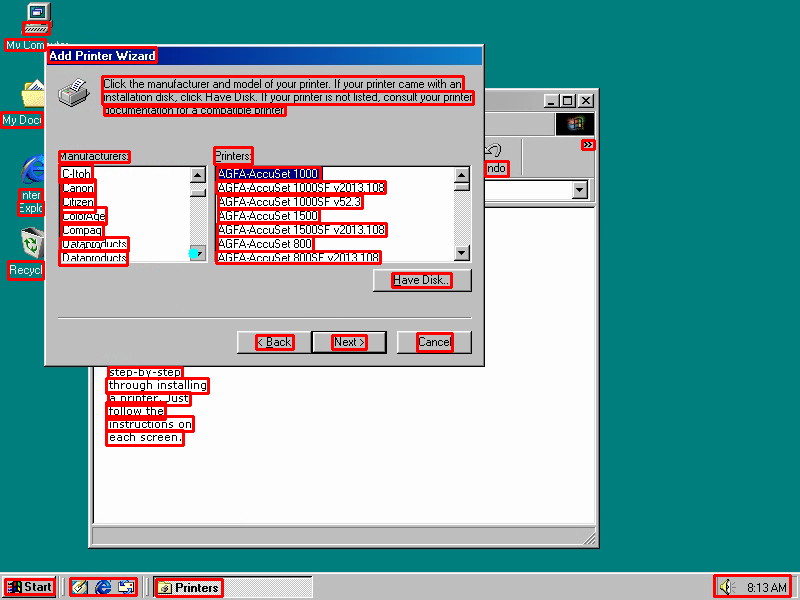 My Computer
Add Printer Wizard
Click the manufacturer and model of your printer. If your printer came with an
installation disk, click Have Disk. If your printer is not listed, consult your printer
documentation for a compatible printer.
My Docu
Manufacturers:
Printers:
C-Itoh
Canon
Citizen
ColorAge
Compaq
Dataproducts
Dataproducts
AGFA-AccuSet 1000
AGFA-AccuSet 1000SF v2013.108
AGFA-AccuSet 1000SF v52.3
AGFA-AccuSet 1500
AGFA-AccuSet 1500SF v2013.108
AGFA-AccuSet 800
AGFA-AccuSet 800SF v2013.108
ndo
»
nter
Explo
Recycl
Have Disk...
< Back
Next >
Cancel
step-by-step
through installing
a printer. Just
follow the
instructions on
each screen.
Start
Printers
8:13 AM